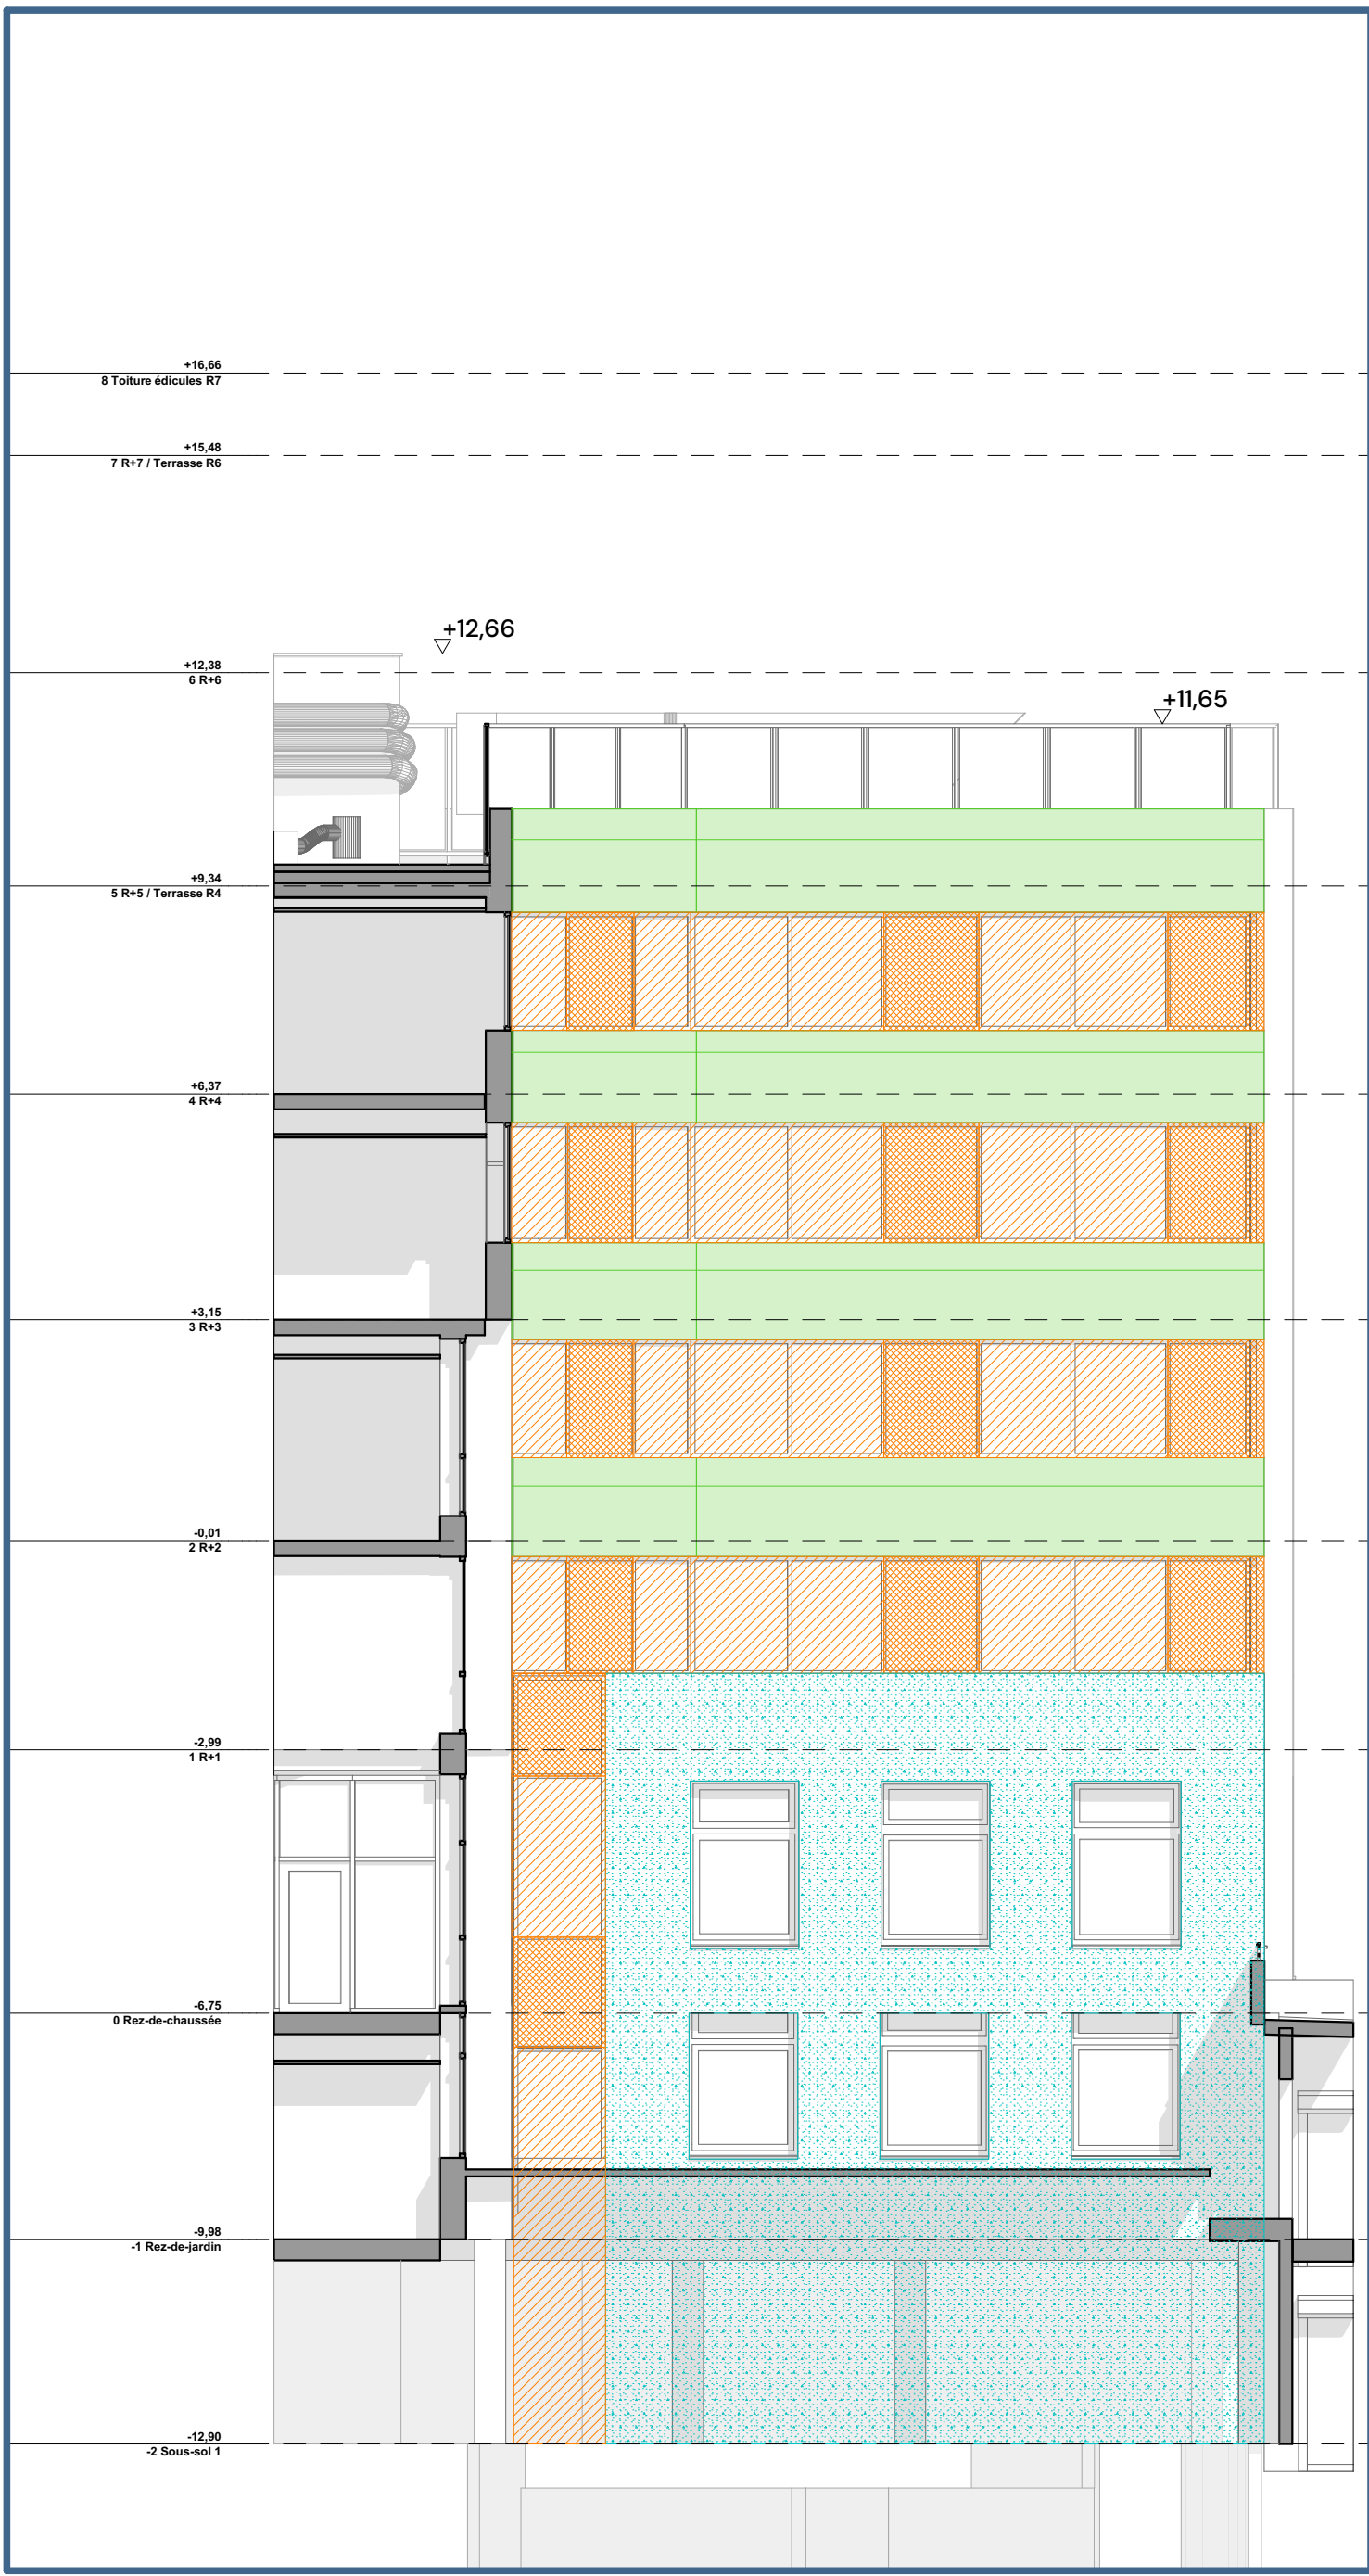 +16,66
8 Toiture édicules R7
+15,48
7 R+7 / Terrasse R6
+12,66
+12,38
6 R+6
+11,65
+9,34
5 R+5 / Terrasse R4
+6,37
4 R+4
+3,15
3 R+3
-0,01
2 R+2
-2,99
1 R+1
-6,75
0 Rez-de-chaussée
-9,98
-1 Rez-de-jardin
-12,90
-2 Sous-sol 1